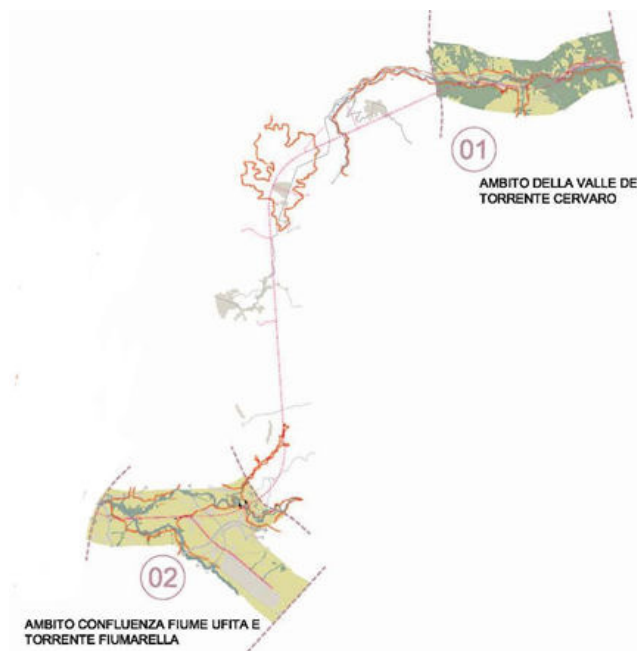 01
AMBITO DELLA VALLE DE
TORRENTE CERVARO
02
AMBITO CONFLUENZA FIUME UFITA E
TORRENTE FIUMARELLA